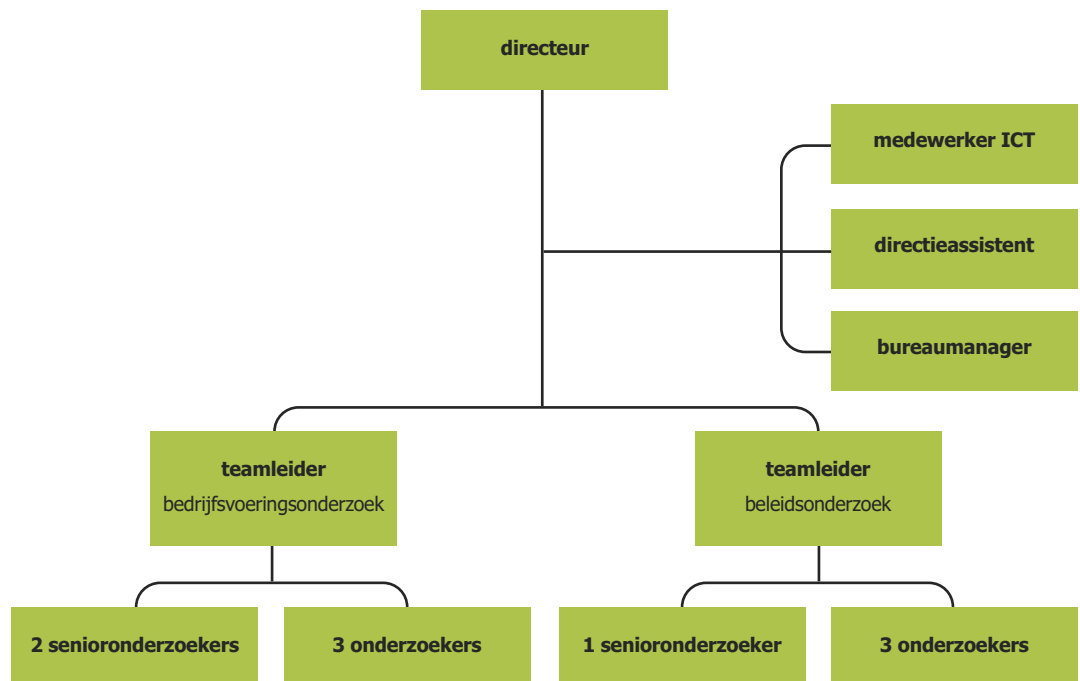 directeur
medewerker ICT
directieassistent
bureaumanager
teamleider
bedrijfsvoeringsonderzoek
teamleider
beleidsonderzoek
2 senioronderzoekers
3 onderzoekers
1 senioronderzoeker
3 onderzoekers